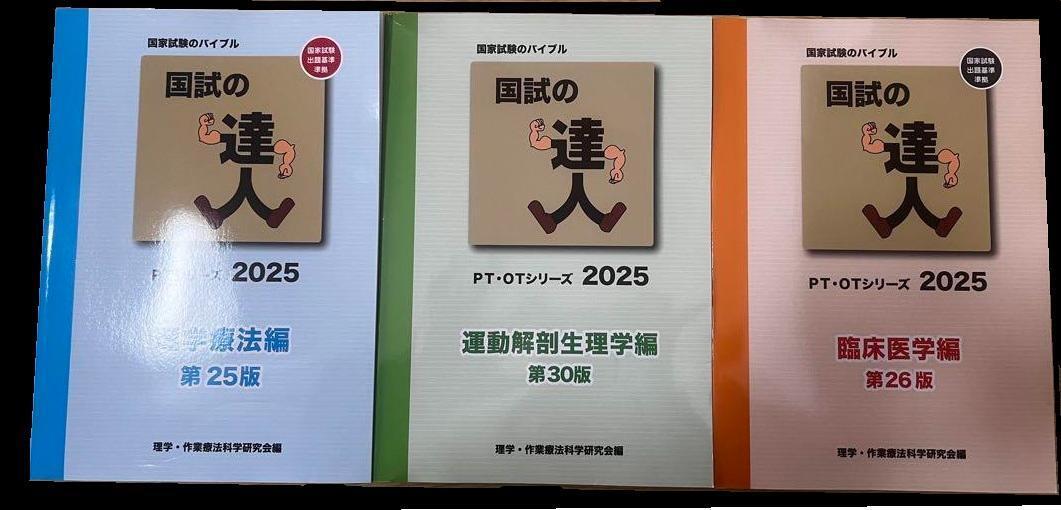 国家試験のバイブル
国家試験
出題基準
準拠
国試の
達
人
PTシリーズ 2025
理学療法編
第25版
理学・作業療法科学研究会編
国家試験のバイブル
国試の
達
人
PT・OTシリーズ 2025
運動解剖生理学編
第30版
理学・作業療法科学研究会編
国家試験のバイブル
国家試験
出題基準
準拠
国試の
達
人
PT・OTシリーズ 2025
臨床医学編
第26版
理学・作業療法科学研究会編